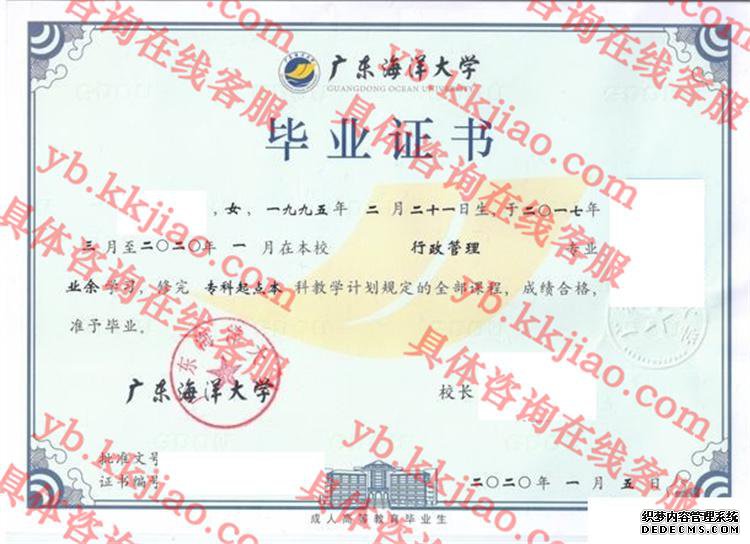 广东海洋大学
GUANGDONG OCEAN UNIVERSITY
毕业证书
，女，一九九五年 二 月 二十一日生，于二〇一七年
三 月至二〇二〇年 一 月在本校 行政管理 专业
业余 学习，修完 专科起点本 科教学计划规定的全部课程，成绩合格，
准予毕业。
广东海洋大学
校长
批准文号
证书编号
二〇二〇年 一 月 五 日
成人高等教育毕业生
具体咨询在线客服
yb.kkjiao.com
织梦内容管理系统
DEDECMS.COM